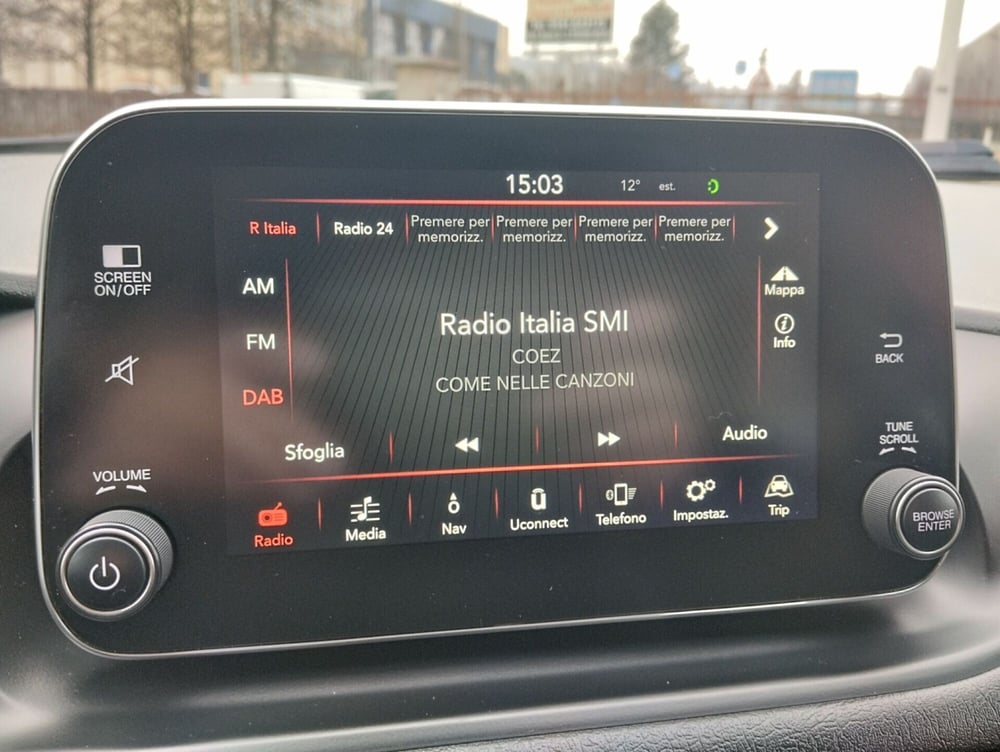 15:03 12° est.
R Italia Radio 24 Premere per Premere per Premere per Premere per
memorizz. memorizz. memorizz. memorizz.
SCREEN
ON/OFF
AM
Mappa
FM
Radio Italia SMI
Info
COEZ
BACK
DAB
COME NELLE CANZONI
Sfoglia
Audio
TUNE
SCROLL
VOLUME
Radio Media Nav Uconnect Telefono Impostaz. Trip
BROWSE
ENTER